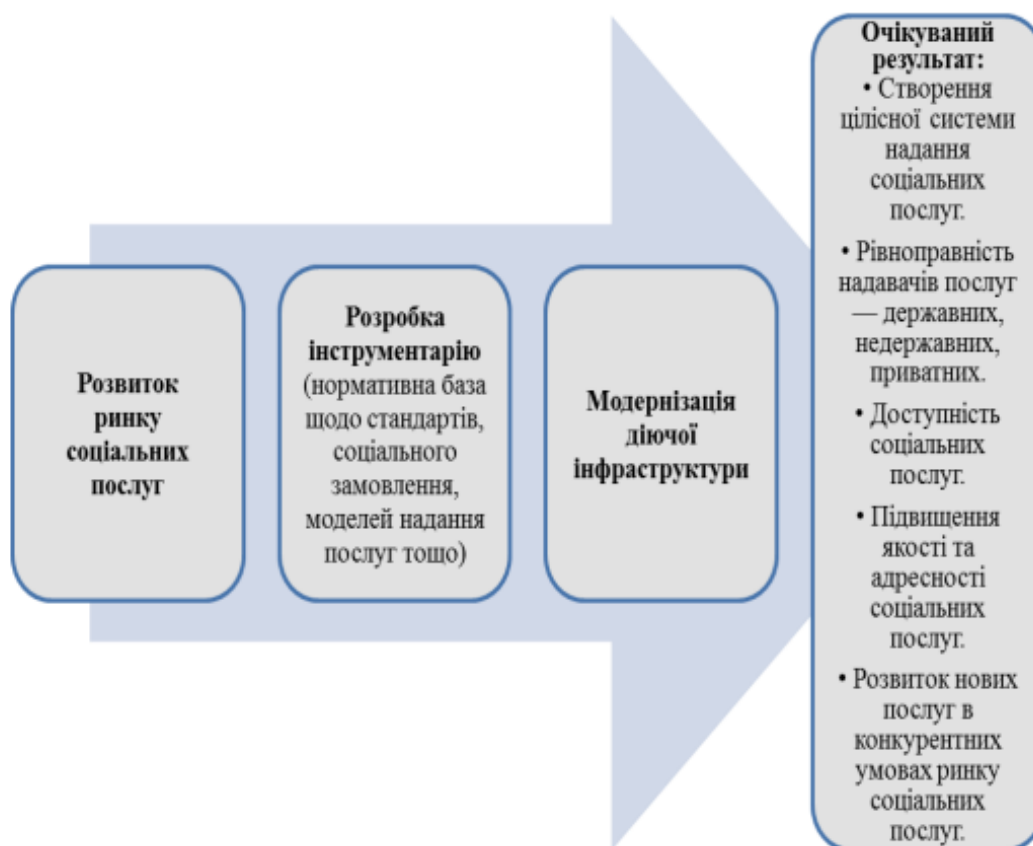 Розвиток
ринку
соціальних
послуг
Розробка
інструментарію
(нормативна база
щодо стандартів,
соціального
замовлення,
моделей надання
послуг тощо)
Модернізація
діючої
інфраструктури
Очікуваний
результат:
• Створення
цілісної системи
надання
соціальних
послуг.
• Рівноправність
надавачів послуг
— державних,
недержавних,
приватних.
• Доступність
соціальних
послуг.
• Підвищення
якості та
адресності
соціальних
послуг.
• Розвиток нових
послуг в
конкурентних
умовах ринку
соціальних
послуг.